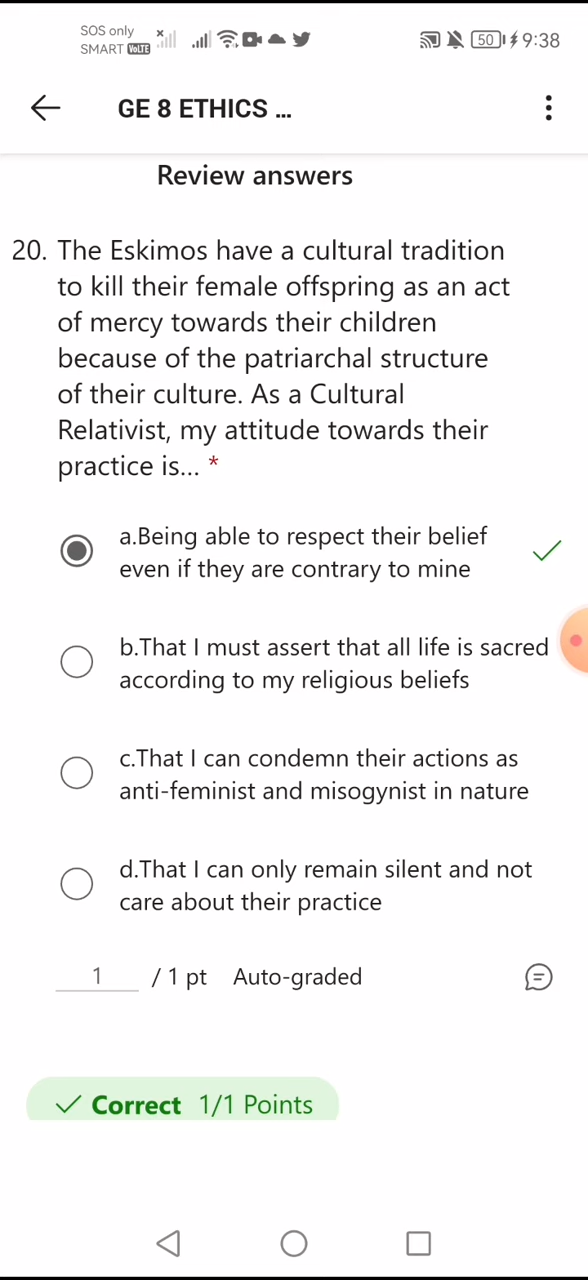 SOS only
SMART VoLTE
50
9:38
GE 8 ETHICS ...
Review answers
20. The Eskimos have a cultural tradition
to kill their female offspring as an act
of mercy towards their children
because of the patriarchal structure
of their culture. As a Cultural
Relativist, my attitude towards their
practice is... *
a.Being able to respect their belief
even if they are contrary to mine
b.That I must assert that all life is sacred
according to my religious beliefs
c.That I can condemn their actions as
anti-feminist and misogynist in nature
d.That I can only remain silent and not
care about their practice
1 / 1 pt Auto-graded
Correct 1/1 Points